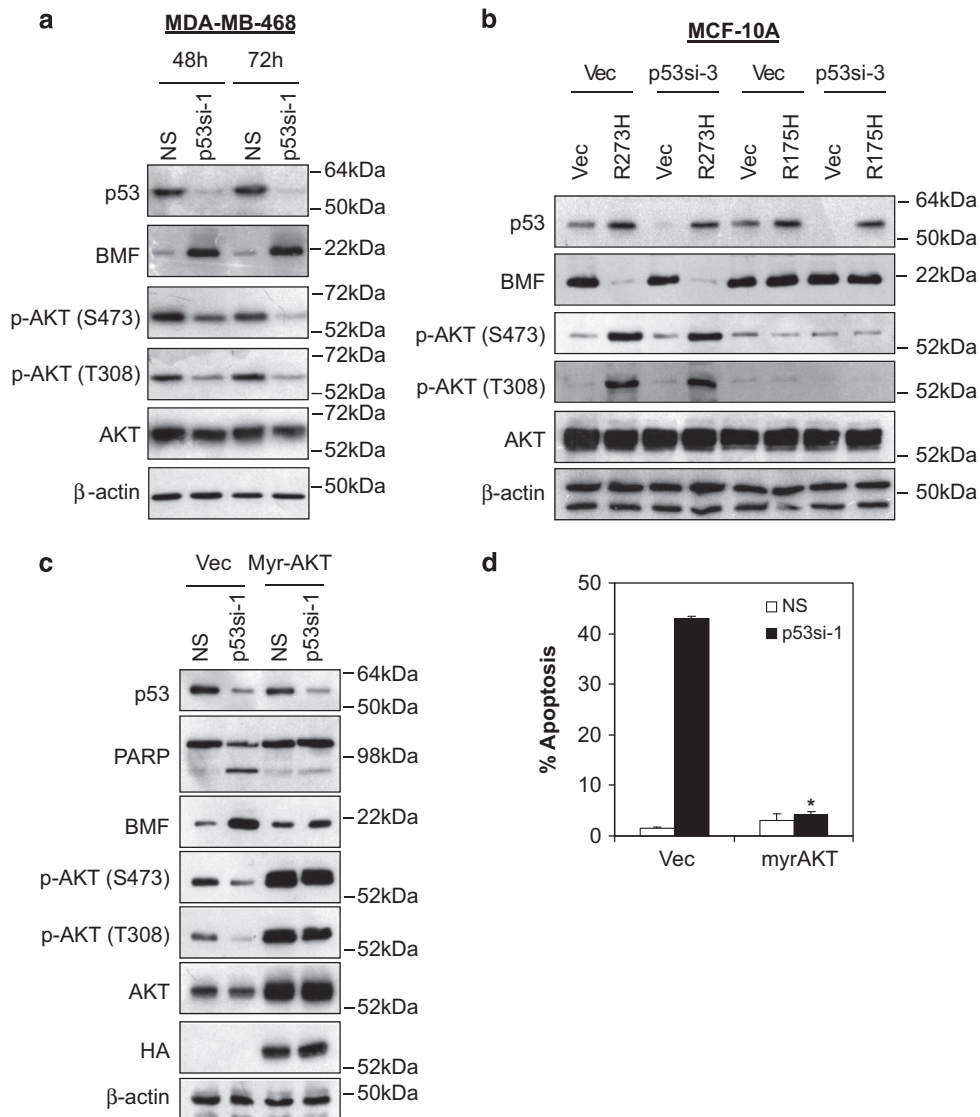 a
MDA-MB-468
48h 72h
NS p53si-1 NS p53si-1
p53
64kDa
50kDa
BMF
22kDa
p-AKT (S473)
72kDa
52kDa
p-AKT (T308)
72kDa
52kDa
AKT
72kDa
52kDa
β-actin
50kDa
b
MCF-10A
Vec p53si-3 Vec p53si-3
Vec R273H Vec R273H Vec R175H Vec R175H
p53
64kDa
50kDa
BMF
22kDa
p-AKT (S473)
52kDa
p-AKT (T308)
52kDa
AKT
52kDa
β-actin
50kDa
c
Vec Myr-AKT
NS p53si-1 NS p53si-1
p53
64kDa
50kDa
PARP
98kDa
BMF
22kDa
p-AKT (S473)
52kDa
p-AKT (T308)
52kDa
AKT
52kDa
HA
52kDa
β-actin
50kDa
d
% Apoptosis
50
40
30
20
10
0
NS
p53si-1
*
Vec myrAKT